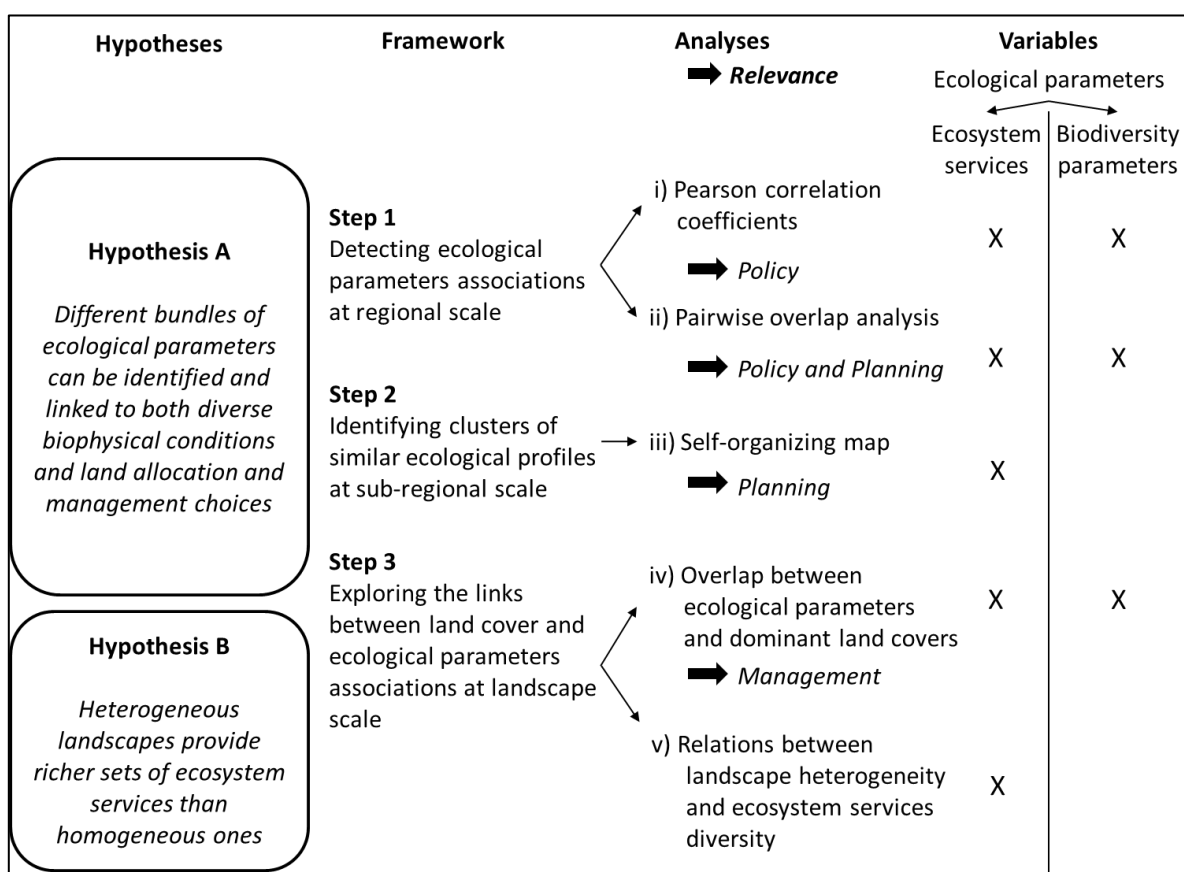 Hypotheses
Framework
Analyses
Relevance
Variables
Ecological parameters
Ecosystem
services
Biodiversity
parameters
Hypothesis A
Different bundles of
ecological parameters
can be identified and
linked to both diverse
biophysical conditions
and land allocation and
management choices
Hypothesis B
Heterogeneous
landscapes provide
richer sets of ecosystem
services than
homogeneous ones
Step 1
Detecting ecological
parameters associations
at regional scale
i) Pearson correlation
coefficients
X X
Policy
ii) Pairwise overlap analysis
Policy and Planning
X X
Step 2
Identifying clusters of
similar ecological profiles
at sub-regional scale
iii) Self-organizing map
Planning
X
Step 3
Exploring the links
between land cover and
ecological parameters
associations at landscape
scale
iv) Overlap between
ecological parameters
and dominant land covers
X X
Management
v) Relations between
landscape heterogeneity
and ecosystem services
diversity
X